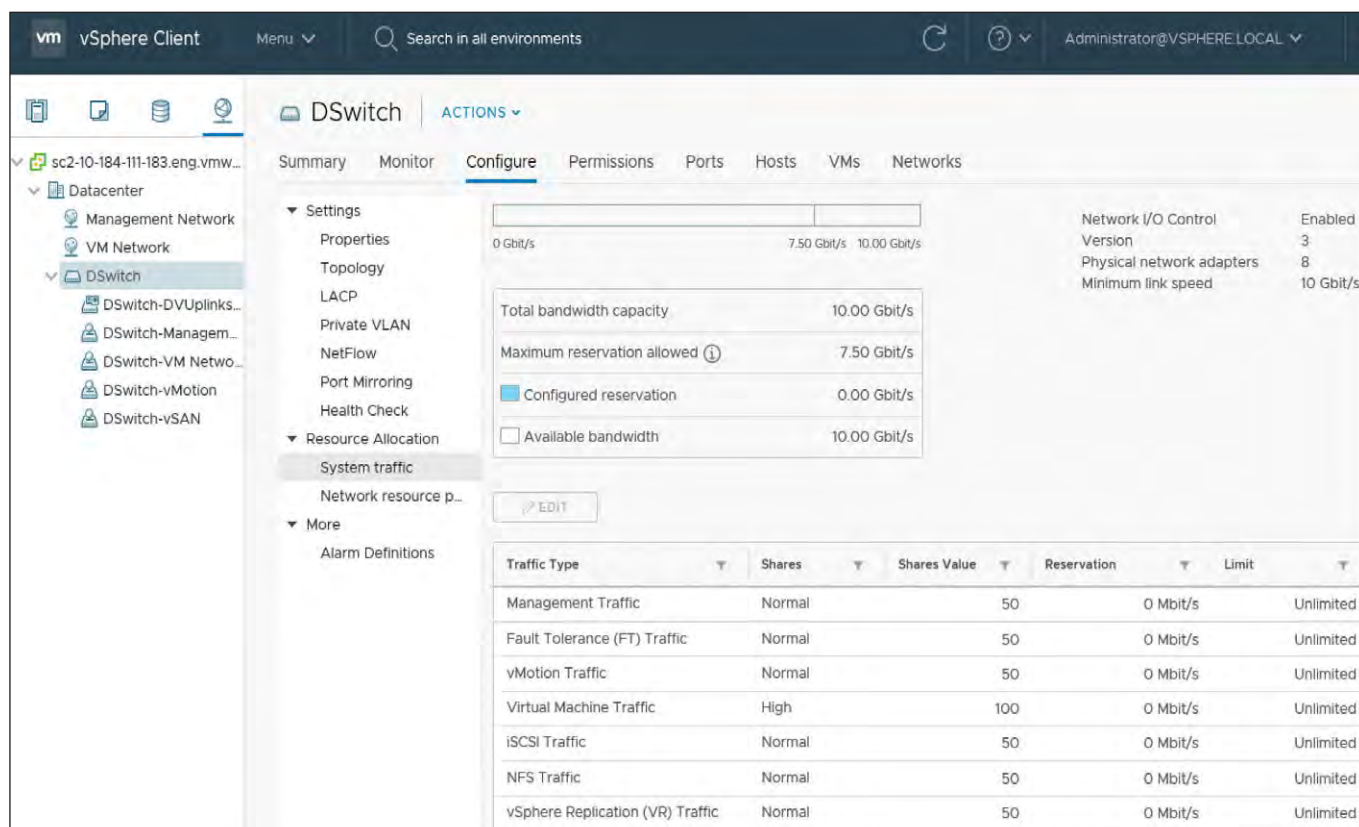 vm vSphere Client Menu Search in all environments Administrator@VSPHERE.LOCAL
DSwitch ACTIONS
Summary Monitor Configure Permissions Ports Hosts VMs Networks
sc2-10-184-111-183.eng.vmw...
Datacenter
Management Network
VM Network
DSwitch
DSwitch-DVUplinks...
DSwitch-Managem...
DSwitch-VM Netwo...
DSwitch-vMotion
DSwitch-vSAN
Settings
Properties
Topology
LACP
Private VLAN
NetFlow
Port Mirroring
Health Check
Resource Allocation
System traffic
Network resource p...
More
Alarm Definitions
0 Gbit/s 7.50 Gbit/s 10.00 Gbit/s
Network I/O Control Enabled
Version 3
Physical network adapters 8
Minimum link speed 10 Gbit/s
Total bandwidth capacity 10.00 Gbit/s
Maximum reservation allowed 7.50 Gbit/s
Configured reservation 0.00 Gbit/s
Available bandwidth 10.00 Gbit/s
EDIT
Traffic Type Shares Shares Value Reservation Limit
Management Traffic Normal 50 0 Mbit/s Unlimited
Fault Tolerance (FT) Traffic Normal 50 0 Mbit/s Unlimited
vMotion Traffic Normal 50 0 Mbit/s Unlimited
Virtual Machine Traffic High 100 0 Mbit/s Unlimited
iSCSI Traffic Normal 50 0 Mbit/s Unlimited
NFS Traffic Normal 50 0 Mbit/s Unlimited
vSphere Replication (VR) Traffic Normal 50 0 Mbit/s Unlimited